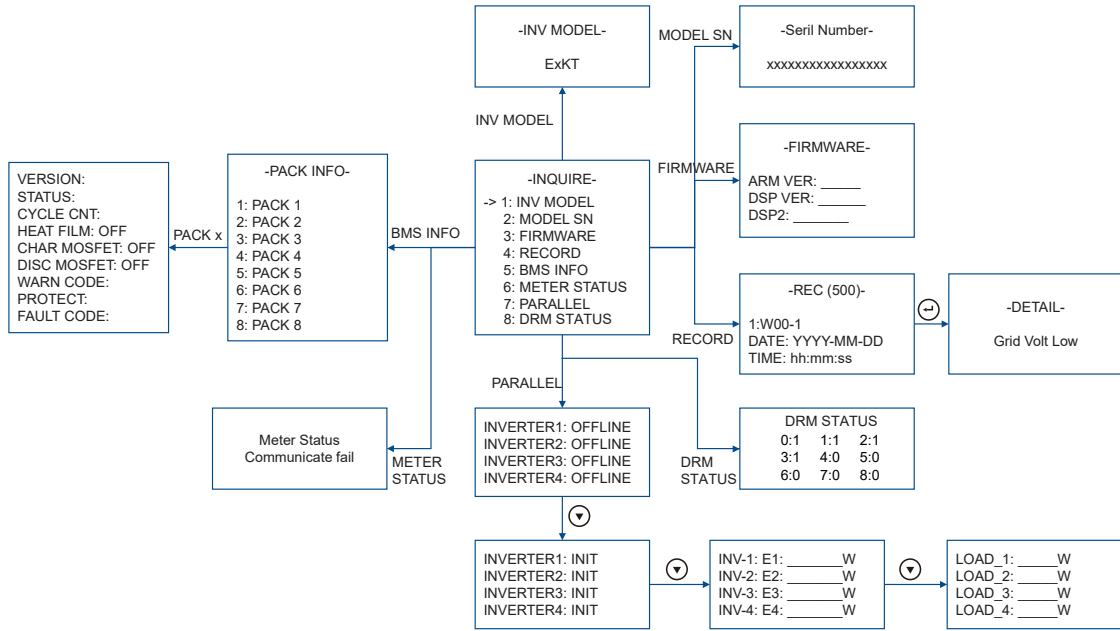 -INV MODEL-
ExKT
MODEL SN
-Seril Number-
xxxxxxxxxxxxxxxxx
INV MODEL
FIRMWARE
-FIRMWARE-
ARM VER: _____
DSP VER: ______
DSP2: _______
VERSION:
STATUS:
CYCLE CNT:
HEAT FILM: OFF
CHAR MOSFET: OFF
DISC MOSFET: OFF
WARN CODE:
PROTECT:
FAULT CODE:
PACK x
-PACK INFO-
1: PACK 1
2: PACK 2
3: PACK 3
4: PACK 4
5: PACK 5
6: PACK 6
7: PACK 7
8: PACK 8
BMS INFO
-INQUIRE-
-> 1: INV MODEL
2: MODEL SN
3: FIRMWARE
4: RECORD
5: BMS INFO
6: METER STATUS
7: PARALLEL
8: DRM STATUS
RECORD
-REC (500)-
1:W00-1
DATE: YYYY-MM-DD
TIME: hh:mm:ss
-DETAIL-
Grid Volt Low
PARALLEL
Meter Status
Communicate fail
METER
STATUS
INVERTER1: OFFLINE
INVERTER2: OFFLINE
INVERTER3: OFFLINE
INVERTER4: OFFLINE
DRM
STATUS
DRM STATUS
0:1 1:1 2:1
3:1 4:0 5:0
6:0 7:0 8:0
INVERTER1: INIT
INVERTER2: INIT
INVERTER3: INIT
INVERTER4: INIT
INV-1: E1: _______W
INV-2: E2: _______W
INV-3: E3: _______W
INV-4: E4: _______W
LOAD_1: _____W
LOAD_2: _____W
LOAD_3: _____W
LOAD_4: _____W